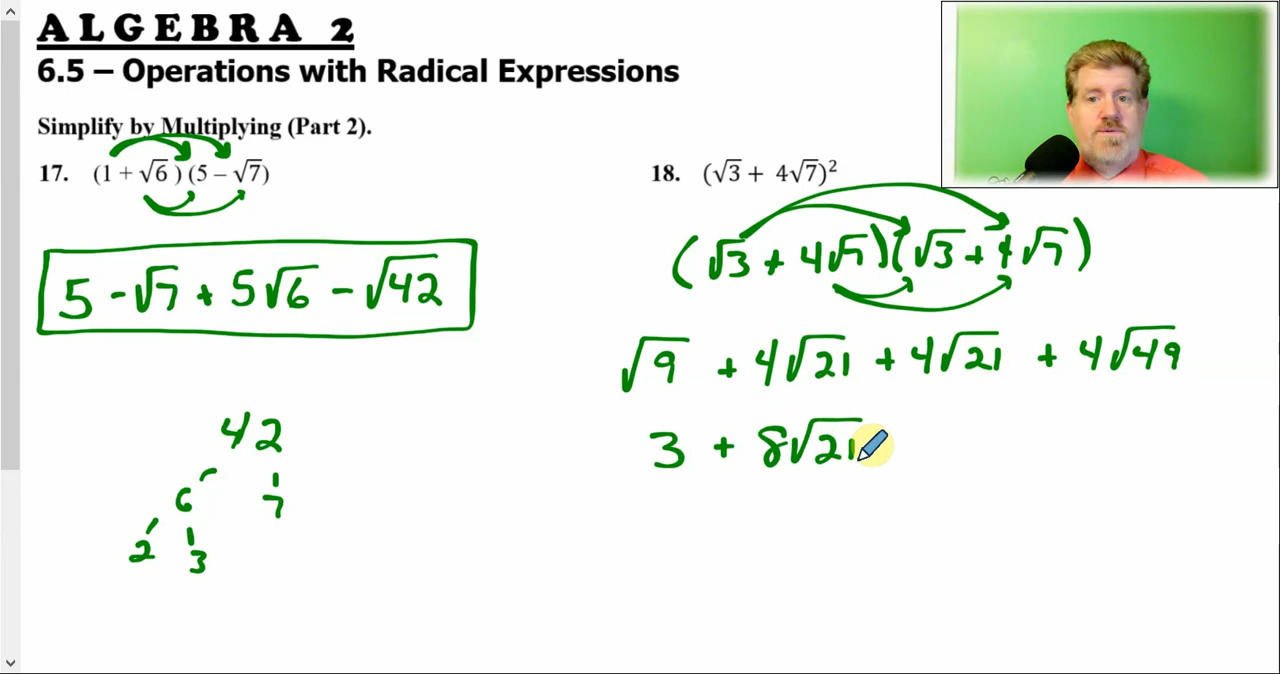 ALGEBRA 2
6.5 – Operations with Radical Expressions
Simplify by Multiplying (Part 2).
17. (1 + √6 )(5 – √7)
5 - √7 + 5√6 - √42
42
6 7
2 3
18. (√3 + 4√7)²
(√3 + 4√7)(√3 + 4√7)
√9 + 4√21 + 4√21 + 4√49
3 + 8√21